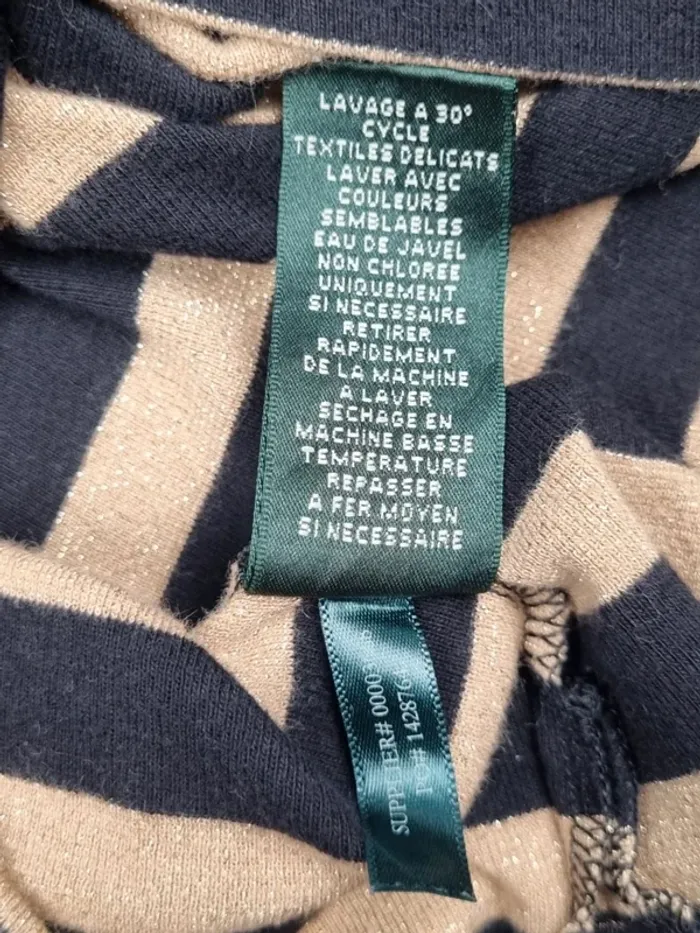 LAVAGE A 30°
CYCLE
TEXTILES DELICATS
LAVER AVEC
COULEURS
SEMBLABLES
EAU DE JAVEL
NON CHLOREE
UNIQUEMENT
SI NECESSAIRE
RETIRER
RAPIDEMENT
DE LA MACHINE
A LAVER
SECHAGE EN
MACHINE BASSE
TEMPERATURE
REPASSER
A FER MOYEN
SI NECESSAIRE
SUPPLIER#